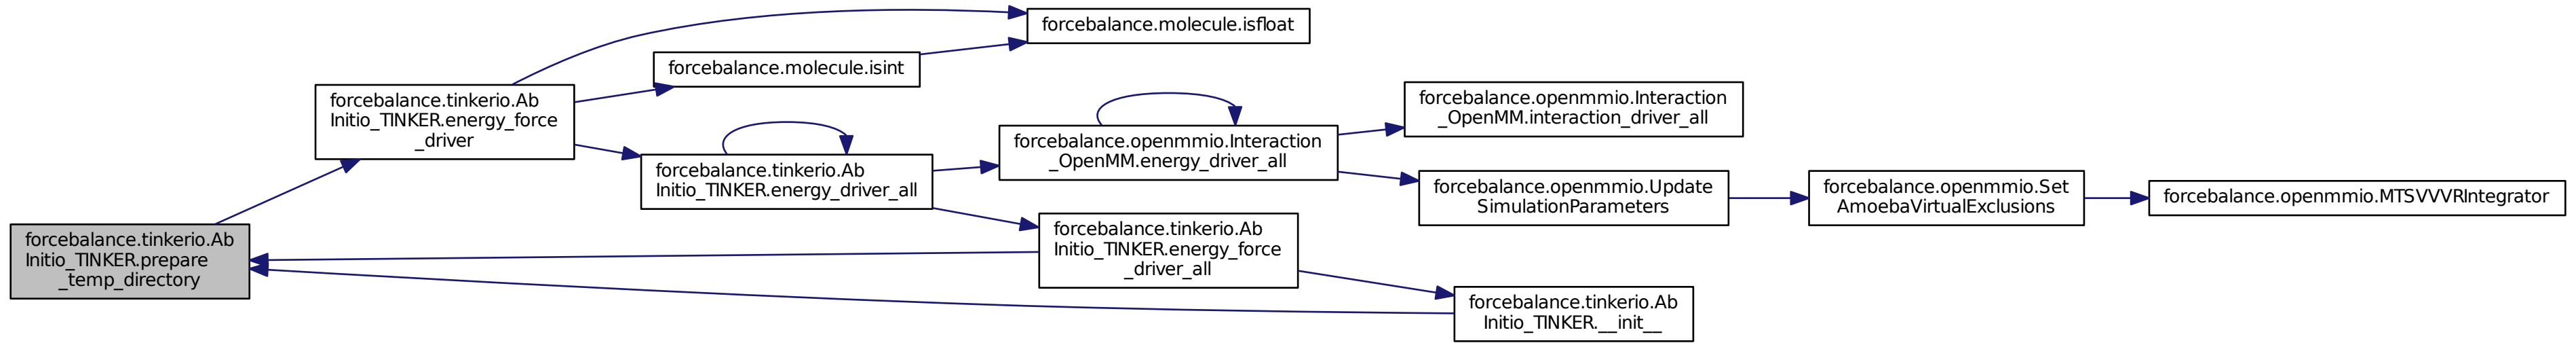 forcebalance.tinkerio.Ab
Initio_TINKER.prepare
_temp_directory
forcebalance.tinkerio.Ab
Initio_TINKER.energy_force
_driver
forcebalance.molecule.isfloat
forcebalance.molecule.isint
forcebalance.tinkerio.Ab
Initio_TINKER.energy_driver_all
forcebalance.openmmio.Interaction
_OpenMM.energy_driver_all
forcebalance.openmmio.Interaction
_OpenMM.interaction_driver_all
forcebalance.openmmio.Update
SimulationParameters
forcebalance.openmmio.Set
AmoebaVirtualExclusions
forcebalance.openmmio.MTSVVVRIntegrator
forcebalance.tinkerio.Ab
Initio_TINKER.energy_force
_driver_all
forcebalance.tinkerio.Ab
Initio_TINKER.__init__